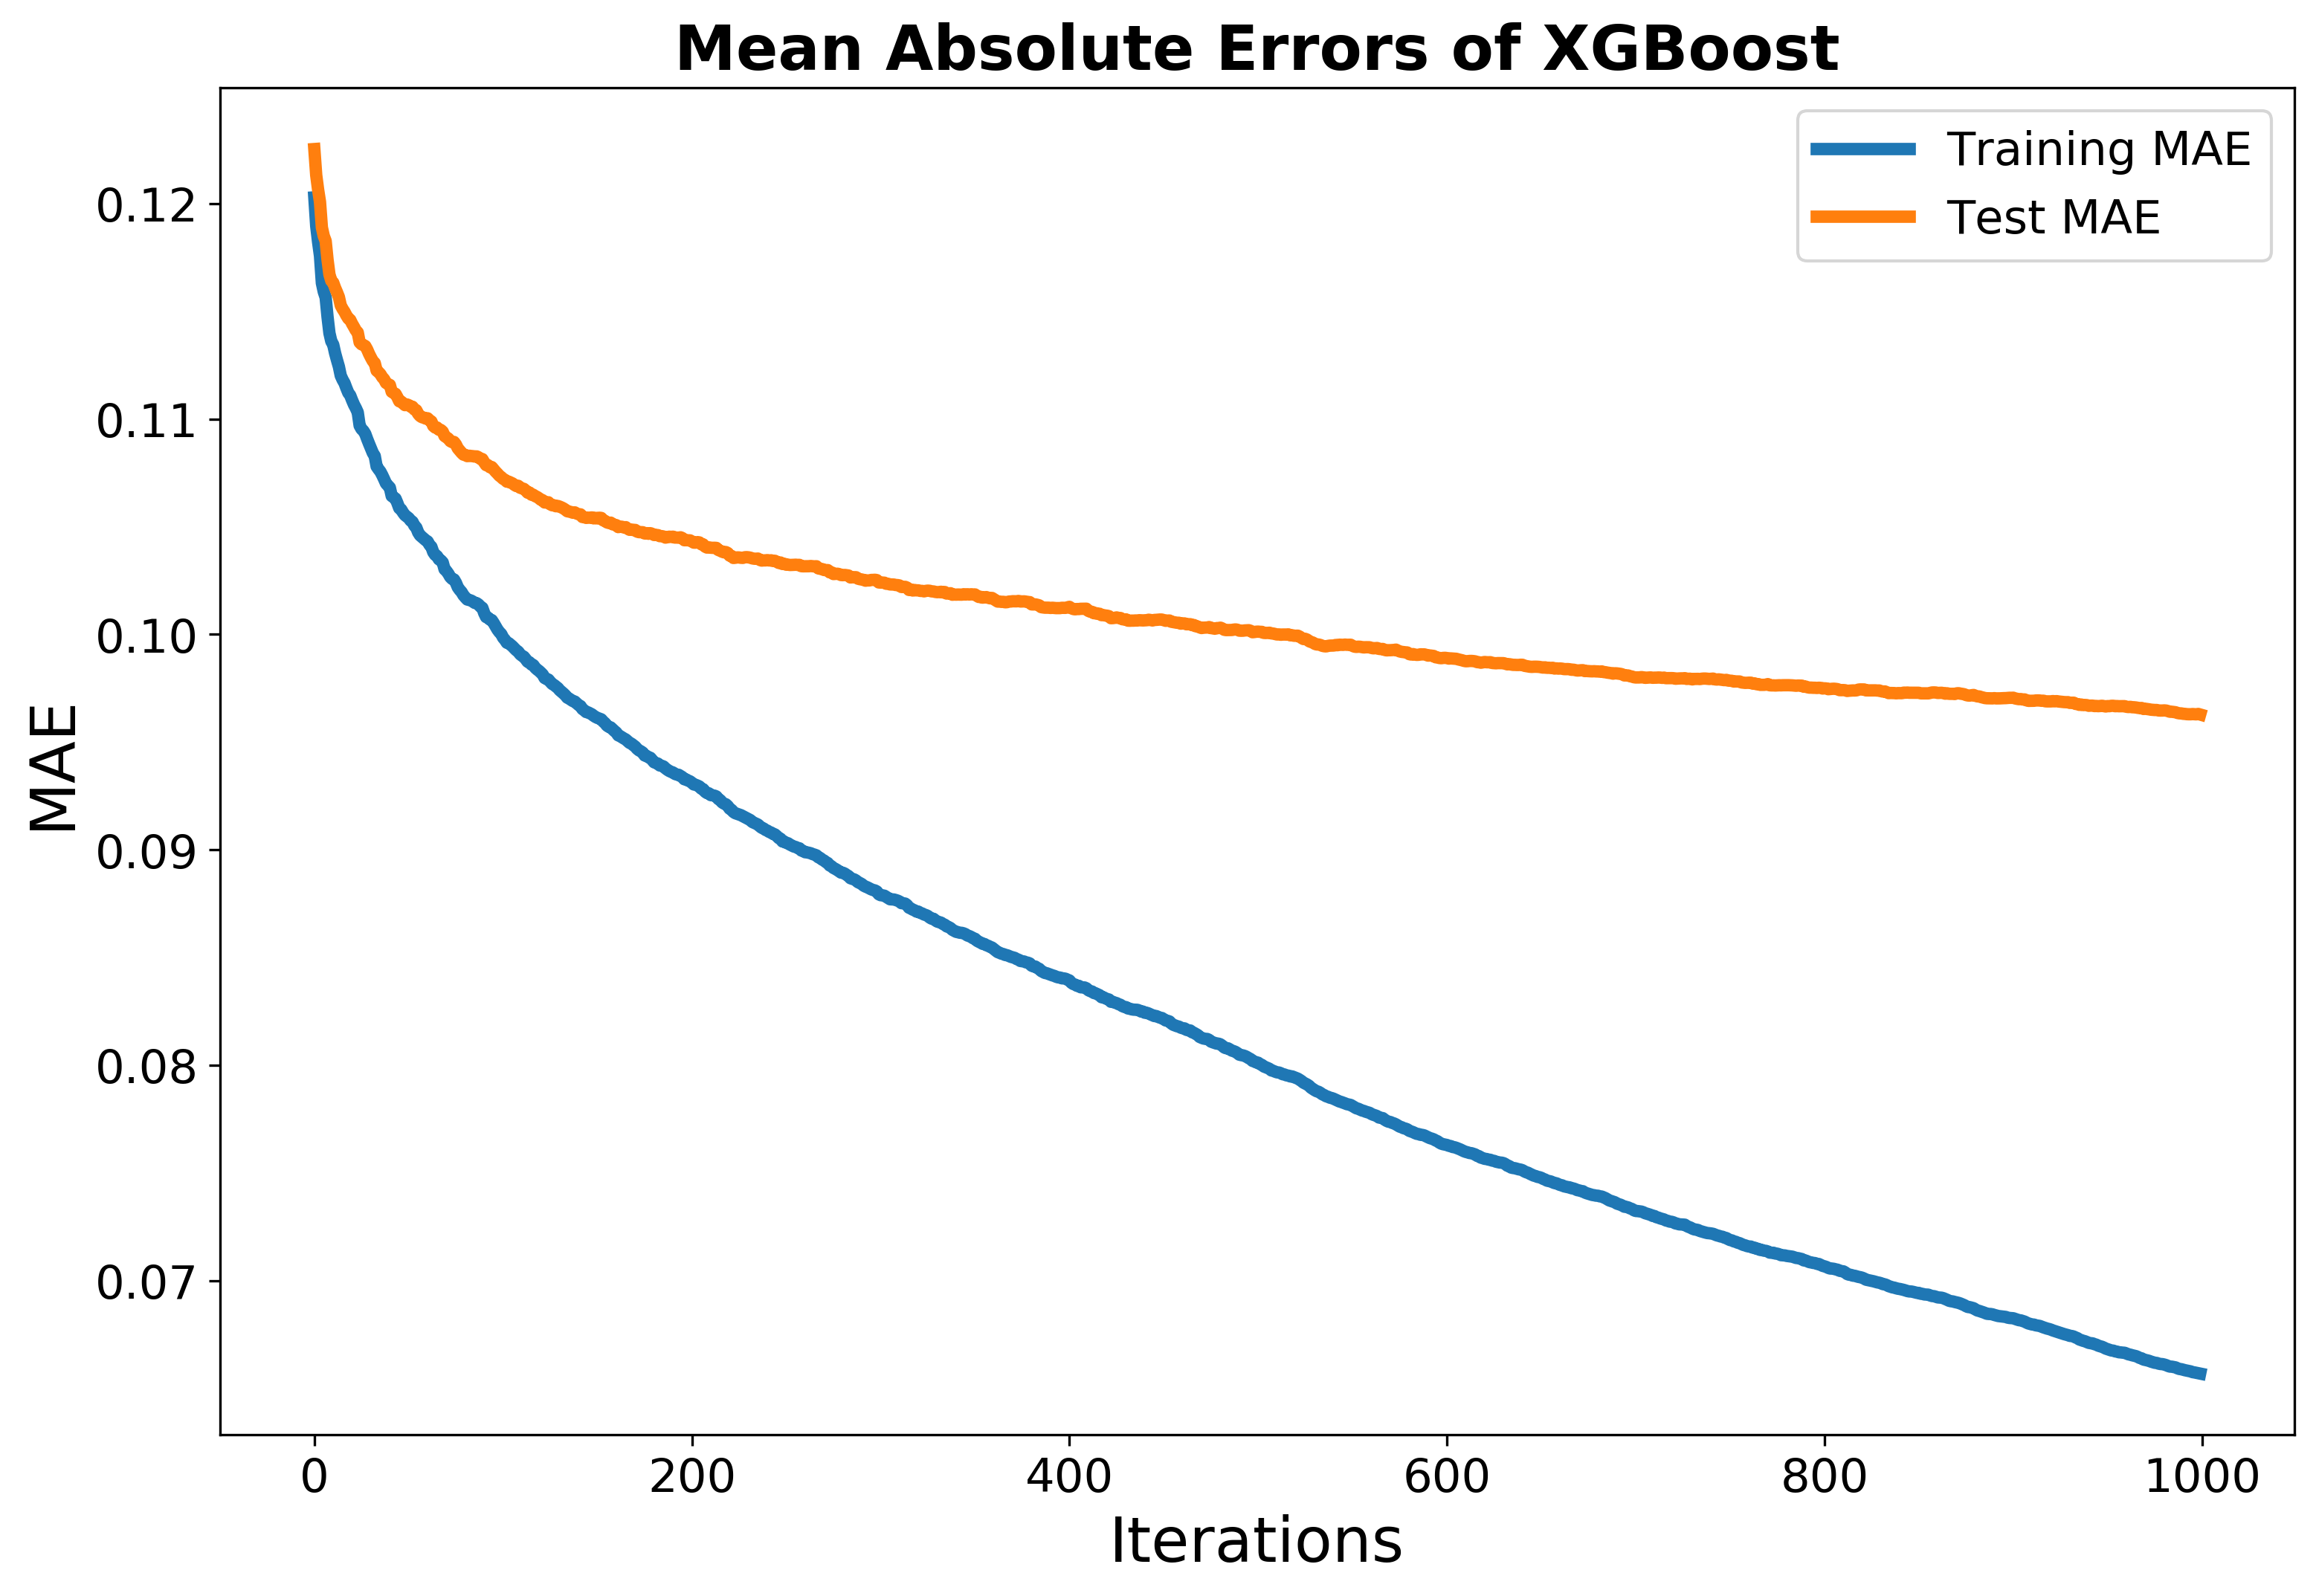 Mean Absolute Errors of XGBoost
Training MAE
Test MAE
MAE
0.12
0.11
0.10
0.09
0.08
0.07
0
200
400
600
800
1000
Iterations